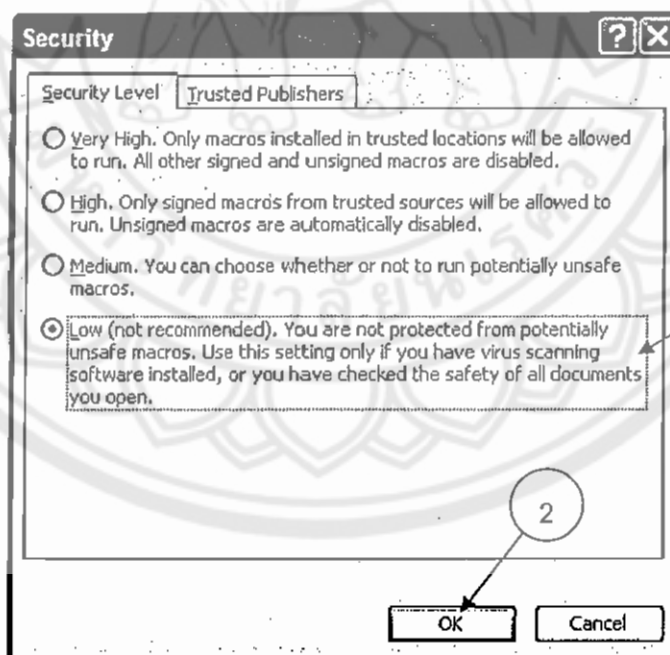 Security
Security Level
Trusted Publishers
Very High. Only macros installed in trusted locations will be allowed
to run. All other signed and unsigned macros are disabled.
High. Only signed macros from trusted sources will be allowed to
run. Unsigned macros are automatically disabled.
Medium. You can choose whether or not to run potentially unsafe
macros.
Low (not recommended). You are not protected from potentially
unsafe macros. Use this setting only if you have virus scanning
software installed, or you have checked the safety of all documents
you open.
2
OK
Cancel